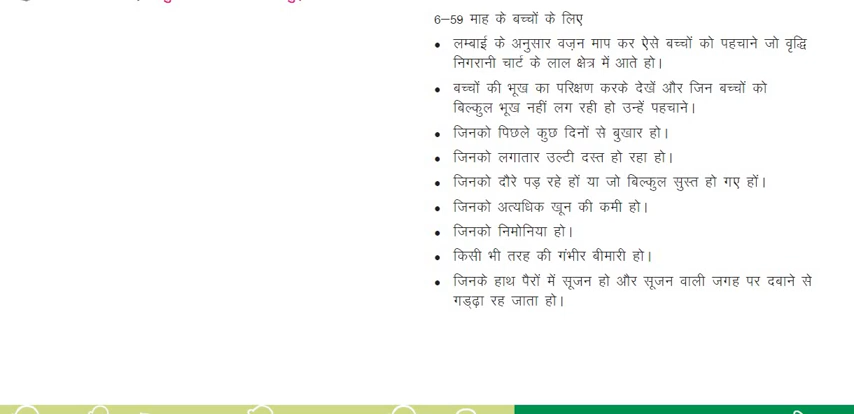 6–59 माह के बच्चों के लिए
• लम्बाई के अनुसार वज़न माप कर ऐसे बच्चों को पहचाने जो वृद्धि
निगरानी चार्ट के लाल क्षेत्र में आते हो।
• बच्चों की भूख का परिक्षण करके देखें और जिन बच्चों को
बिल्कुल भूख नहीं लग रही हो उन्हें पहचाने।
• जिनको पिछले कुछ दिनों से बुखार हो।
• जिनको लगातार उल्टी दस्त हो रहा हो।
• जिनको दौरे पड़ रहे हों या जो बिल्कुल सुस्त हो गए हों।
• जिनको अत्यधिक खून की कमी हो।
• जिनको निमोनिया हो।
• किसी भी तरह की गंभीर बीमारी हो।
• जिनके हाथ पैरों में सूजन हो और सूजन वाली जगह पर दबाने से
गड्ढ़ा रह जाता हो।